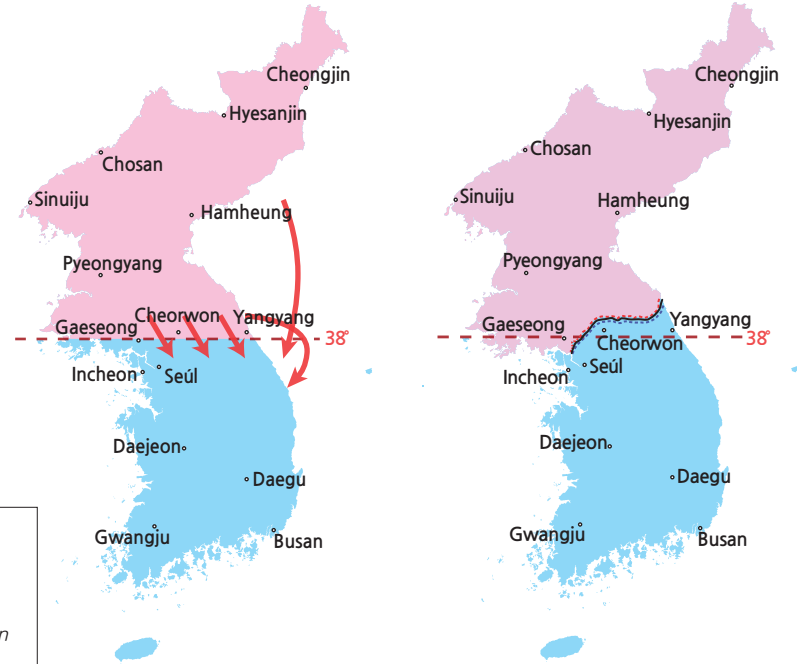 Cheongjin
Hyesanjin
Chosan
Sinuiju
Hamheung
Pyeongyang
Cheorwon
Yangyang
Gaeseong
38°
Incheon
Seúl
Daejeon
Daegu
Gwangju
Busan
n
Cheongjin
Hyesanjin
Chosan
Sinuiju
Hamheung
Pyeongyang
Yangyang
Gaeseong
38°
Cheorwon
Seúl
Incheon
Daejeon
Daegu
Gwangju
Busan